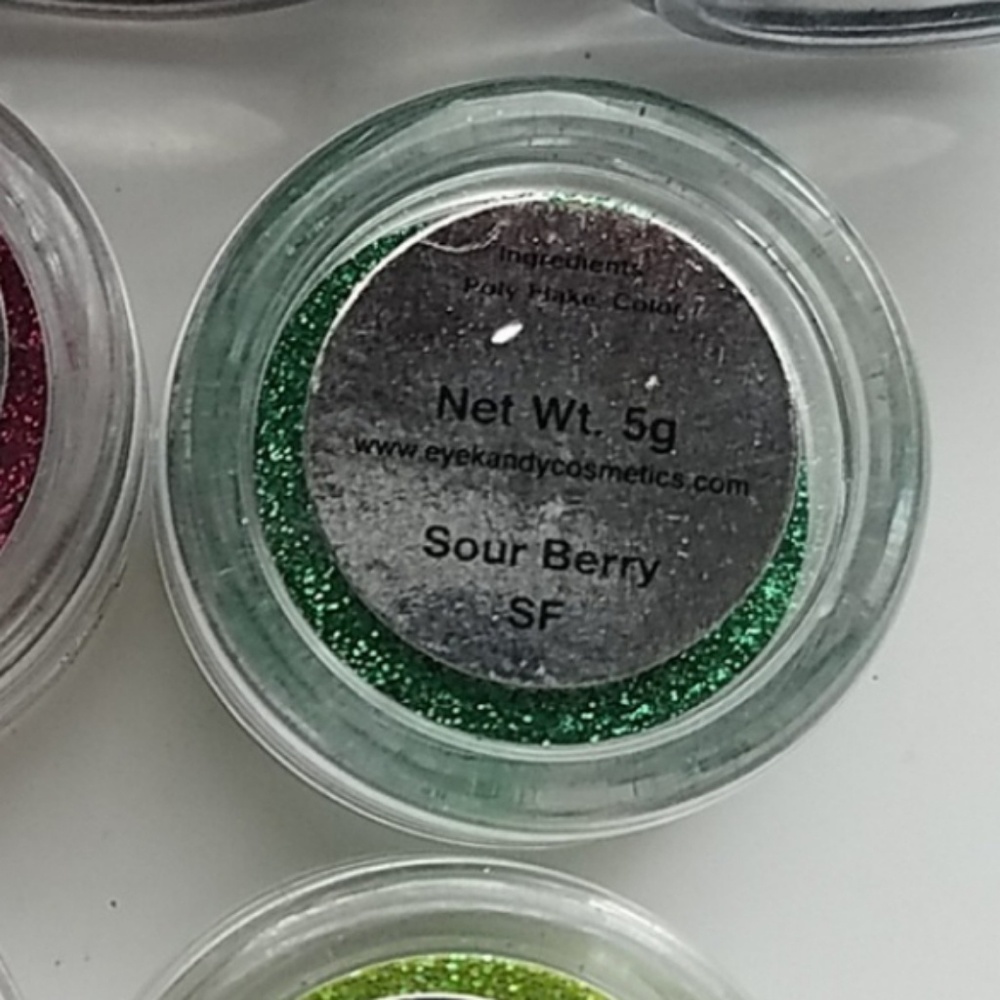 Ingredients
Poly Flake, Color
Net Wt. 5g
www.eyekandycosmetics.com
Sour Berry
SF